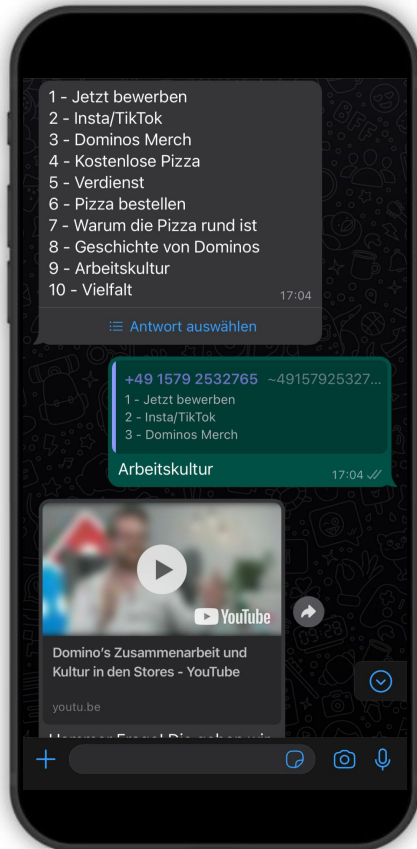 1 - Jetzt bewerben
2 - Insta/TikTok
3 - Dominos Merch
4 - Kostenlose Pizza
5 - Verdienst
6 - Pizza bestellen
7 - Warum die Pizza rund ist
8 - Geschichte von Dominos
9 - Arbeitskultur
10 - Vielfalt
17:04
Antwort auswählen
+49 1579 2532765 ~49157925327...
1 - Jetzt bewerben
2 - Insta/TikTok
3 - Dominos Merch
Arbeitskultur
17:04
YouTube
Domino's Zusammenarbeit und
Kultur in den Stores - YouTube
youtu.be